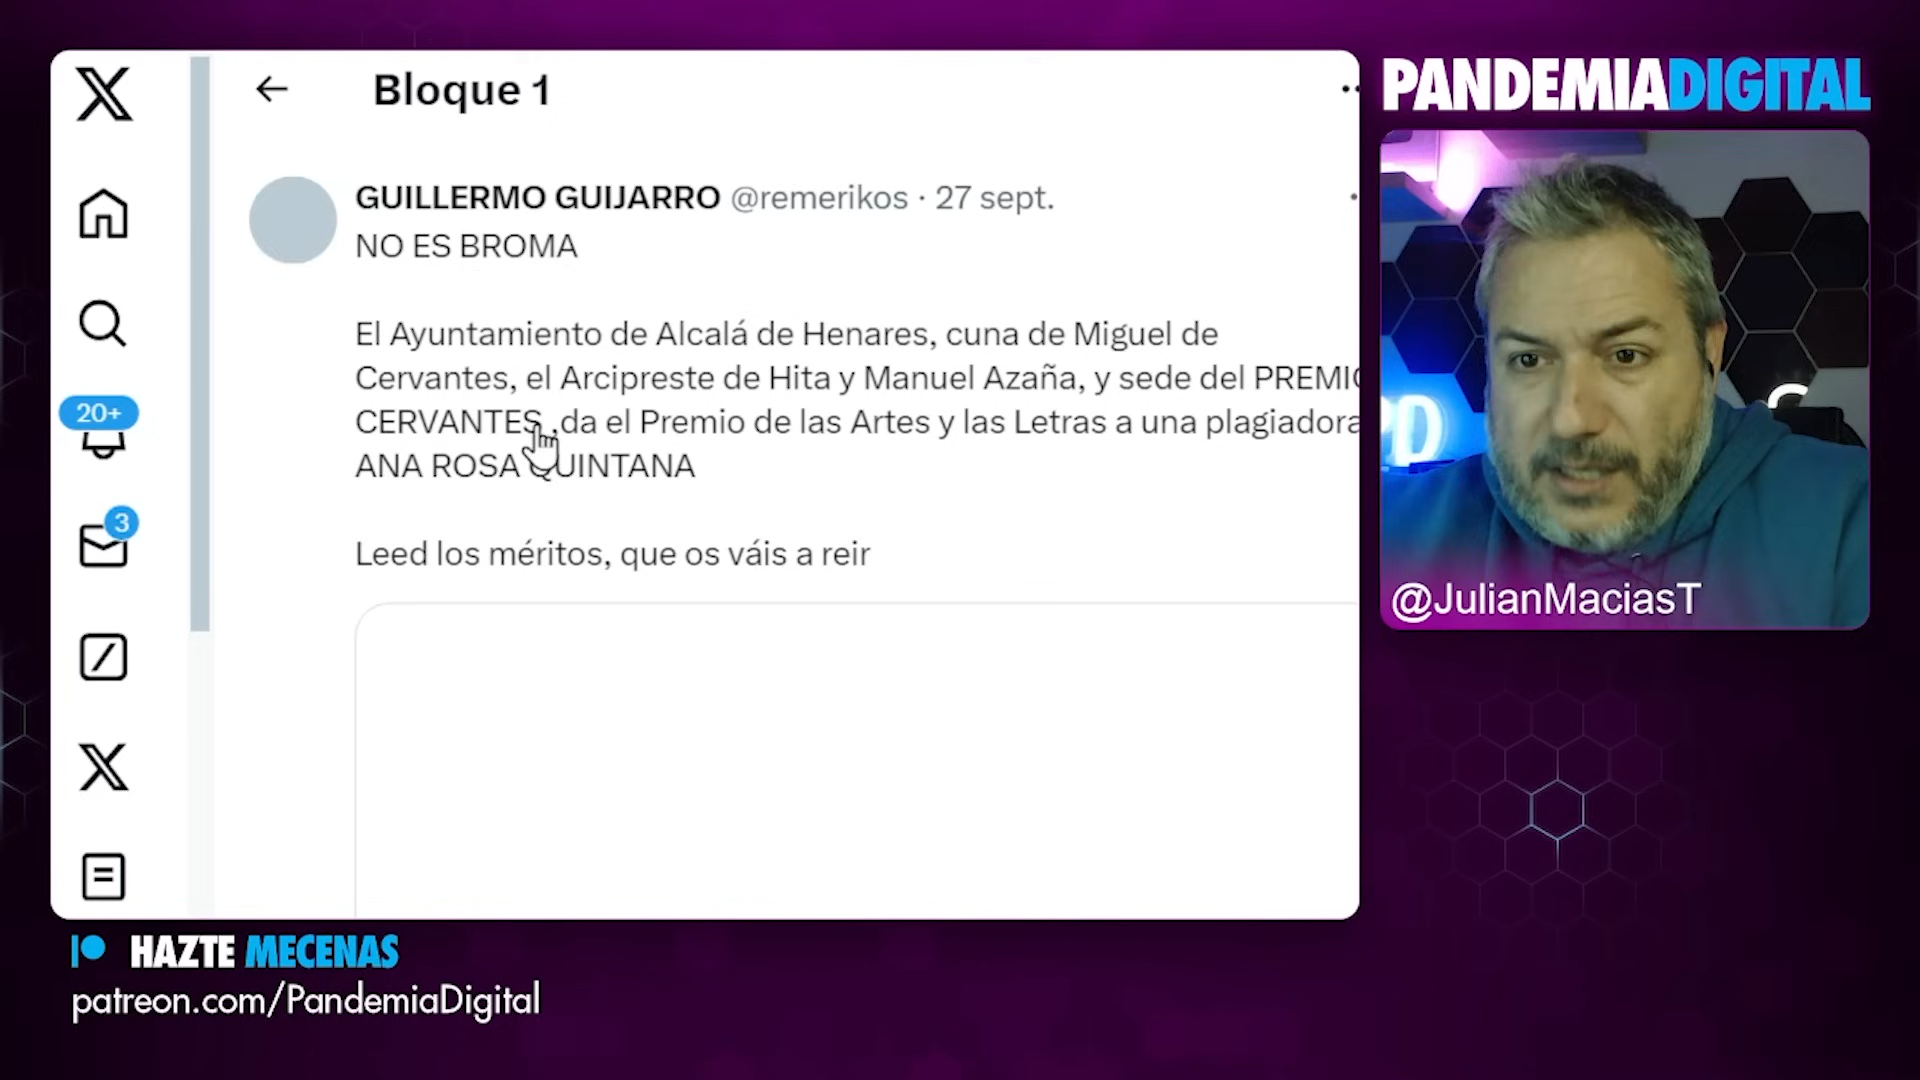 Bloque 1
GUILLERMO GUIJARRO @remerikos · 27 sept.
NO ES BROMA
El Ayuntamiento de Alcalá de Henares, cuna de Miguel de
Cervantes, el Arcipreste de Hita y Manuel Azaña, y sede del PREMIO
CERVANTES ,da el Premio de las Artes y las Letras a una plagiadora
ANA ROSA QUINTANA
Leed los méritos, que os váis a reir
20+
3
PANDEMIADIGITAL
PD
@JulianMaciasT
HAZTE MECENAS
patreon.com/PandemiaDigital